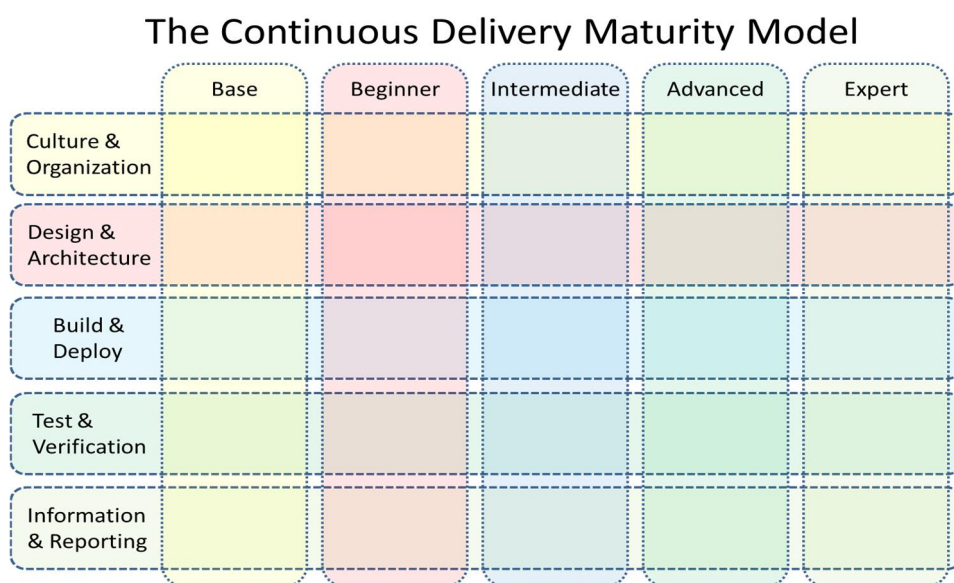 The Continuous Delivery Maturity Model
Base
Beginner
Intermediate
Advanced
Expert
Culture &
Organization
Design &
Architecture
Build &
Deploy
Test &
Verification
Information
& Reporting